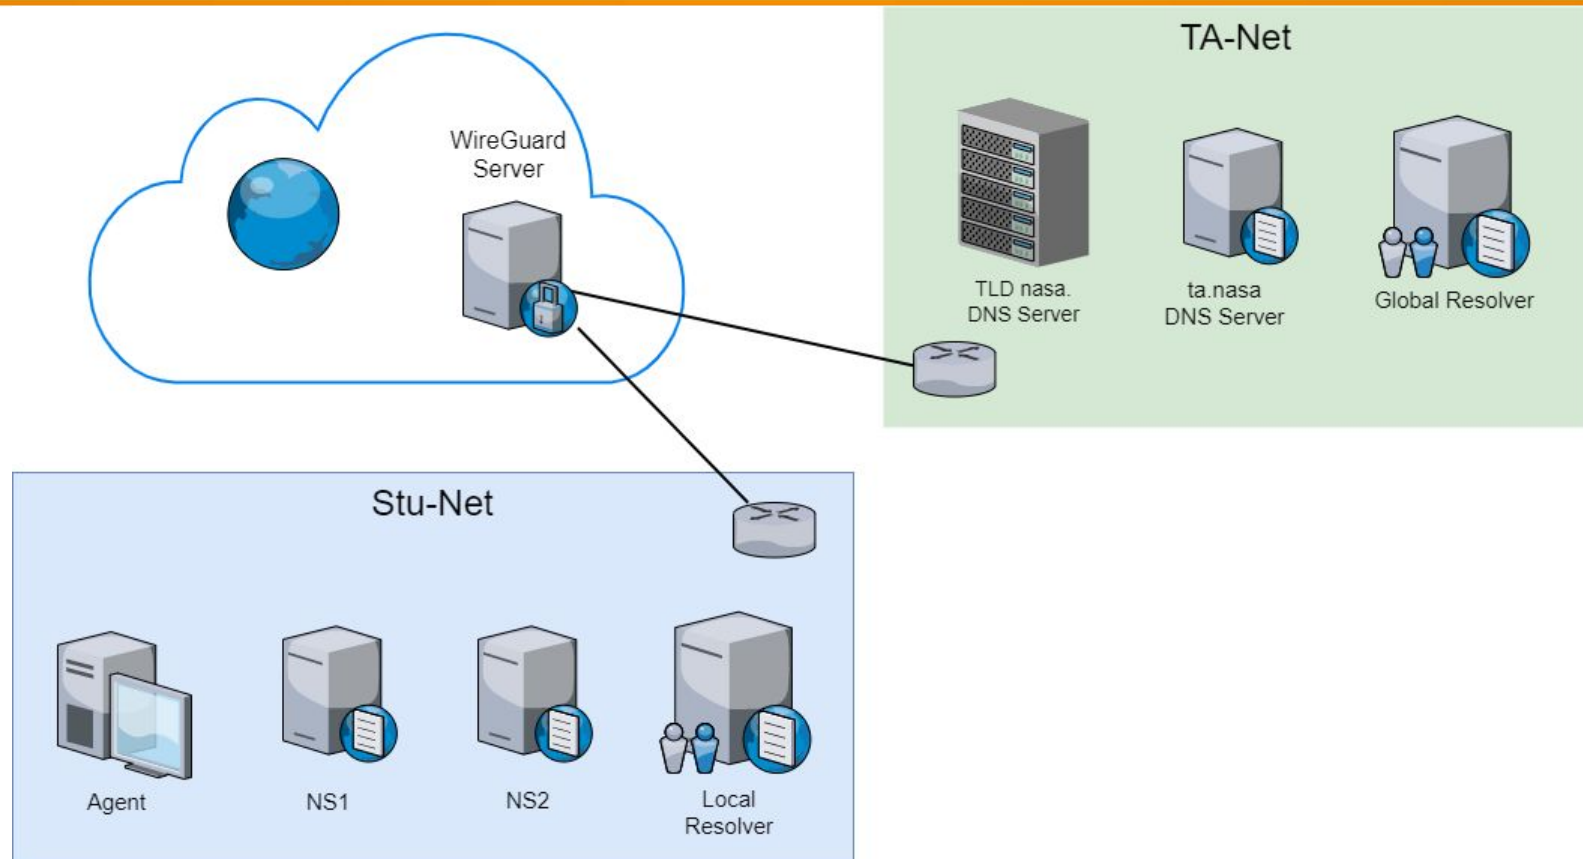 TA-Net
WireGuard
Server
TLD nasa.
DNS Server
ta.nasa
DNS Server
Global Resolver
Stu-Net
Agent
NS1
NS2
Local
Resolver